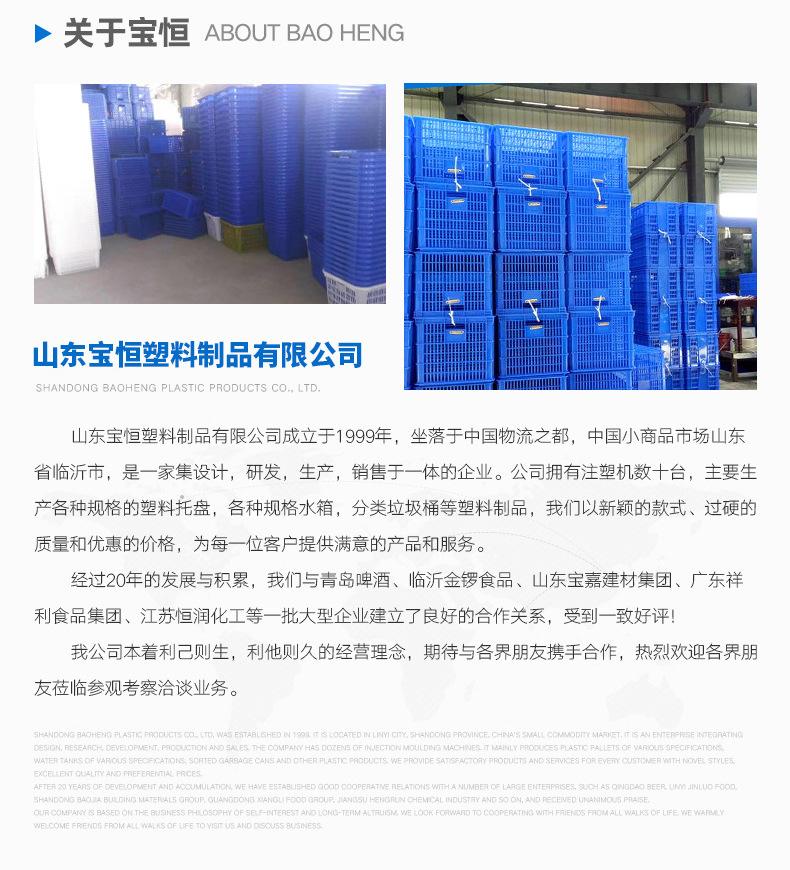 关于宝恒 ABOUT BAO HENG
山东宝恒塑料制品有限公司
SHANDONG BAOHENG PLASTIC PRODUCTS CO., LTD.
山东宝恒塑料制品有限公司成立于1999年，坐落于中国物流之都，中国小商品市场山东
省临沂市，是一家集设计，研发，生产，销售于一体的企业。公司拥有注塑机数十台，主要生
产各种规格的塑料托盘，各种规格水箱，分类垃圾桶等塑料制品，我们以新颖的款式、过硬的
质量和优惠的价格，为每一位客户提供满意的产品和服务。
经过20年的发展与积累，我们与青岛啤酒、临沂金锣食品、山东宝嘉建材集团、广东祥
利食品集团、江苏恒润化工等一批大型企业建立了良好的合作关系，受到一致好评！
我公司本着利己则生，利他则久的经营理念，期待与各界朋友携手合作，热烈欢迎各界朋
友莅临参观考察洽谈业务。
SHANDONG BAOHENG PLASTIC PRODUCTS CO., LTD. WAS ESTABLISHED IN 1999. IT IS LOCATED IN LINYI CITY, SHANDONG PROVINCE, CHINA'S SMALL COMMODITY MARKET. IT IS AN ENTERPRISE INTEGRATING
DESIGN, RESEARCH, DEVELOPMENT, PRODUCTION AND SALES. THE COMPANY HAS DOZENS OF INJECTION MOULDING MACHINES. IT MAINLY PRODUCES PLASTIC PALLETS OF VARIOUS SPECIFICATIONS,
WATER TANKS OF VARIOUS SPECIFICATIONS, SORTED GARBAGE CANS AND OTHER PLASTIC PRODUCTS. WE PROVIDE SATISFACTORY PRODUCTS AND SERVICES FOR EVERY CUSTOMER WITH NOVEL STYLES,
EXCELLENT QUALITY AND PREFERENTIAL PRICES.
AFTER 20 YEARS OF DEVELOPMENT AND ACCUMULATION, WE HAVE ESTABLISHED GOOD COOPERATIVE RELATIONS WITH A NUMBER OF LARGE ENTERPRISES, SUCH AS QINGDAO BEER, LINYI JINLUO FOOD,
SHANDONG BAOJIA BUILDING MATERIALS GROUP, GUANGDONG XIANGLI FOOD GROUP, JIANGSU HENGRUN CHEMICAL INDUSTRY AND SO ON, AND RECEIVED UNANIMOUS PRAISE.
OUR COMPANY IS BASED ON THE BUSINESS PHILOSOPHY OF SELF-INTEREST AND LONG-TERM ALTRUISM. WE LOOK FORWARD TO COOPERATING WITH FRIENDS FROM ALL WALKS OF LIFE. WE WARMLY
WELCOME FRIENDS FROM ALL WALKS OF LIFE TO VISIT US AND DISCUSS BUSINESS.